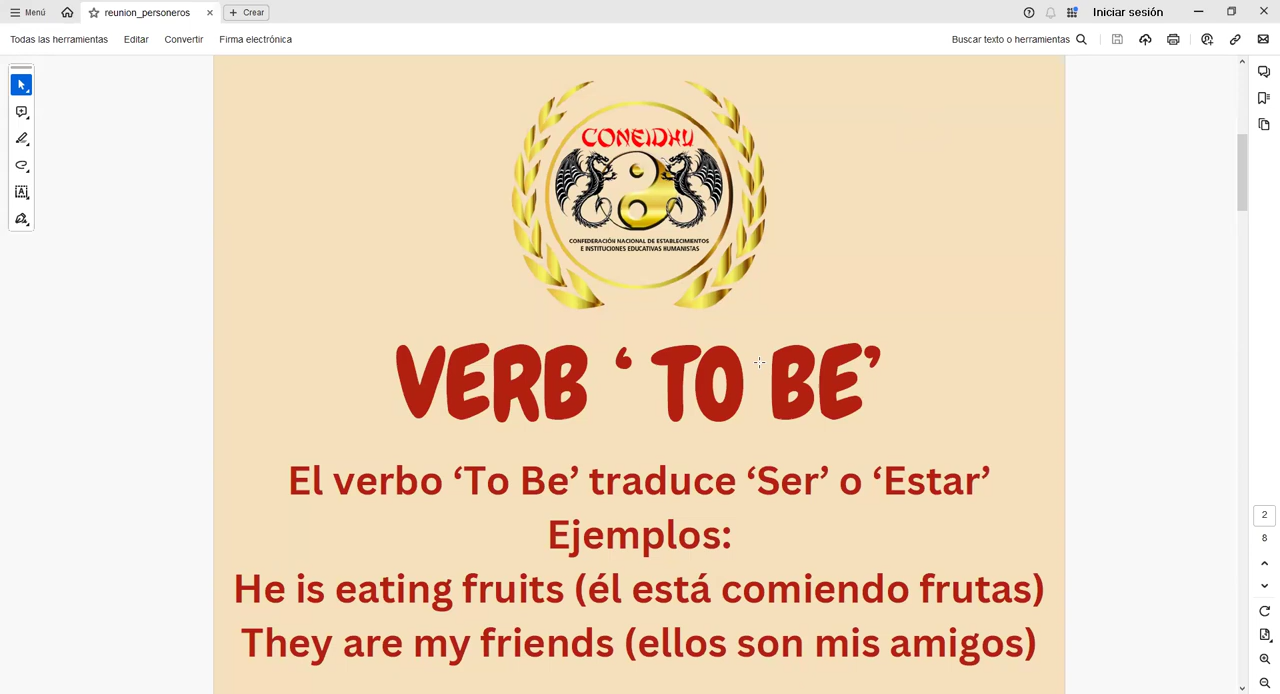 Menú
reunion_personeros
Crear
Iniciar sesión
Todas las herramientas
Editar
Convertir
Firma electrónica
Buscar texto o herramientas
CONEIDHU
CONFEDERACIÓN NACIONAL DE ESTABLECIMIENTOS
E INSTITUCIONES EDUCATIVAS HUMANISTAS
VERB ‘ TO BE’
El verbo ‘To Be’ traduce ‘Ser’ o ‘Estar’
Ejemplos:
He is eating fruits (él está comiendo frutas)
They are my friends (ellos son mis amigos)
2
8